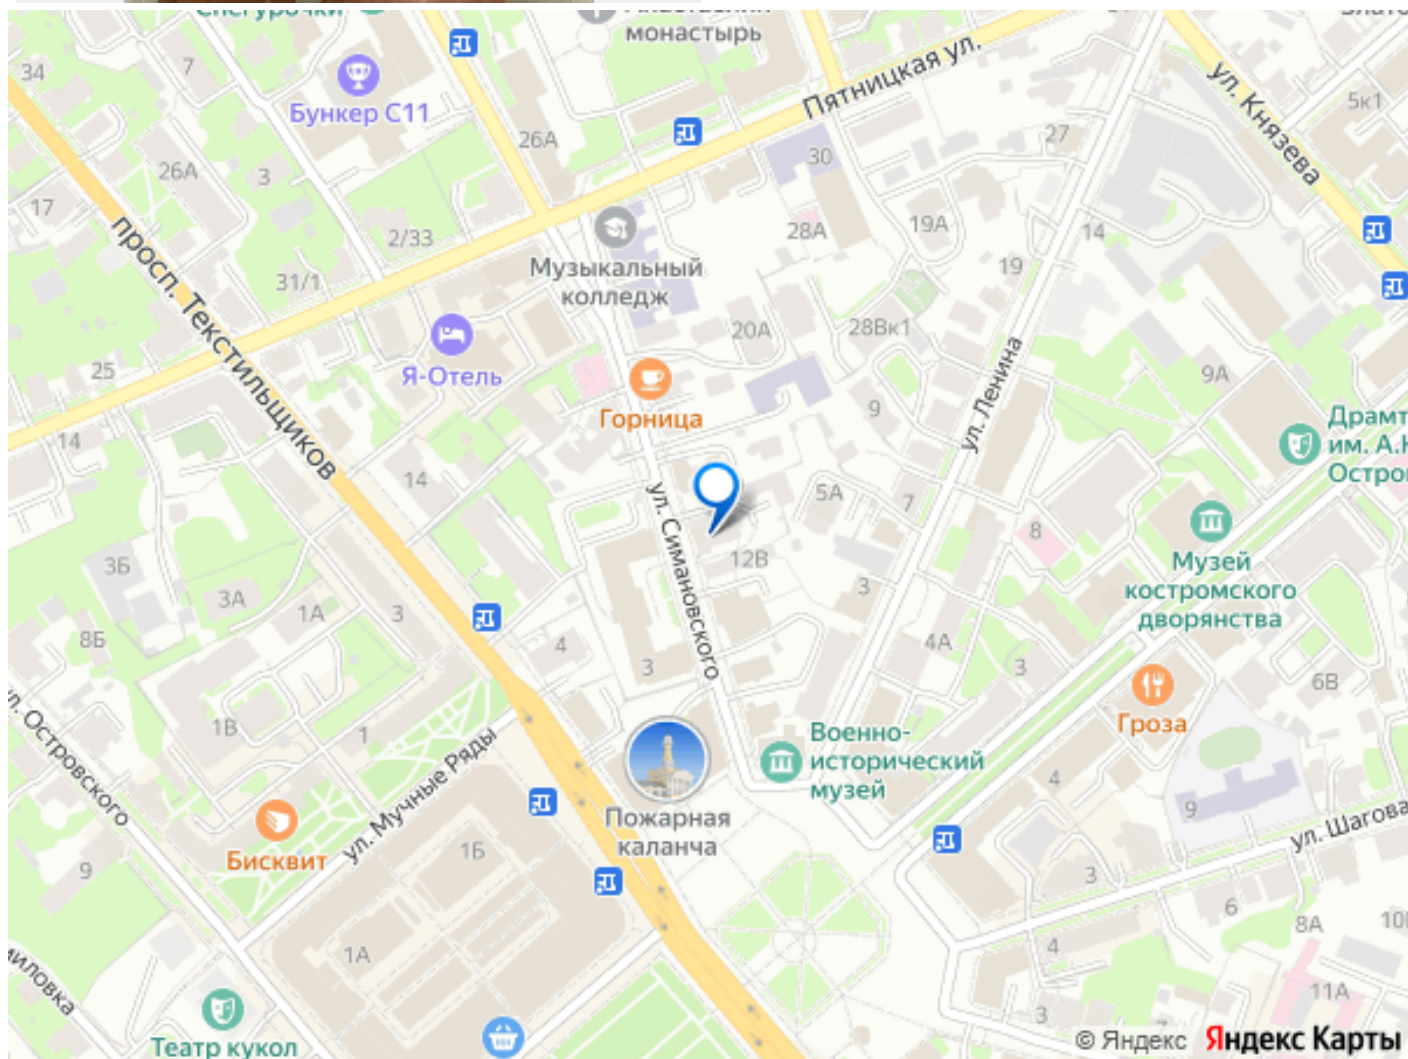 монастырь
34
7
Бункер С11
26А
Пятницкая ул.
ул. Князева
5к1
27
30
26А
3
17
2/33
28А
19А
14
Музыкальный
колледж
19
31/1
просп. Текстильщиков
20А
28Вк1
25
Я-Отель
Горница
9
ул. Ленина
9А
14
14
Драмт
им. А.Н
Остро
5А
7
8
Музей
костромского
дворянства
ул. Симановского
12В
3Б
3А
1А
3
3
8Б
4
3
4А
3
6В
Гроза
1В
1
ул. Островского
ул. Мучные Ряды
Военно-
исторический
музей
4
9
ул. Шагова
Пожарная
каланча
Бисквит
1Б
9
3
6
8А
10
4
1А
11А
3
Театр кукол
© Яндекс Яндекс Карты